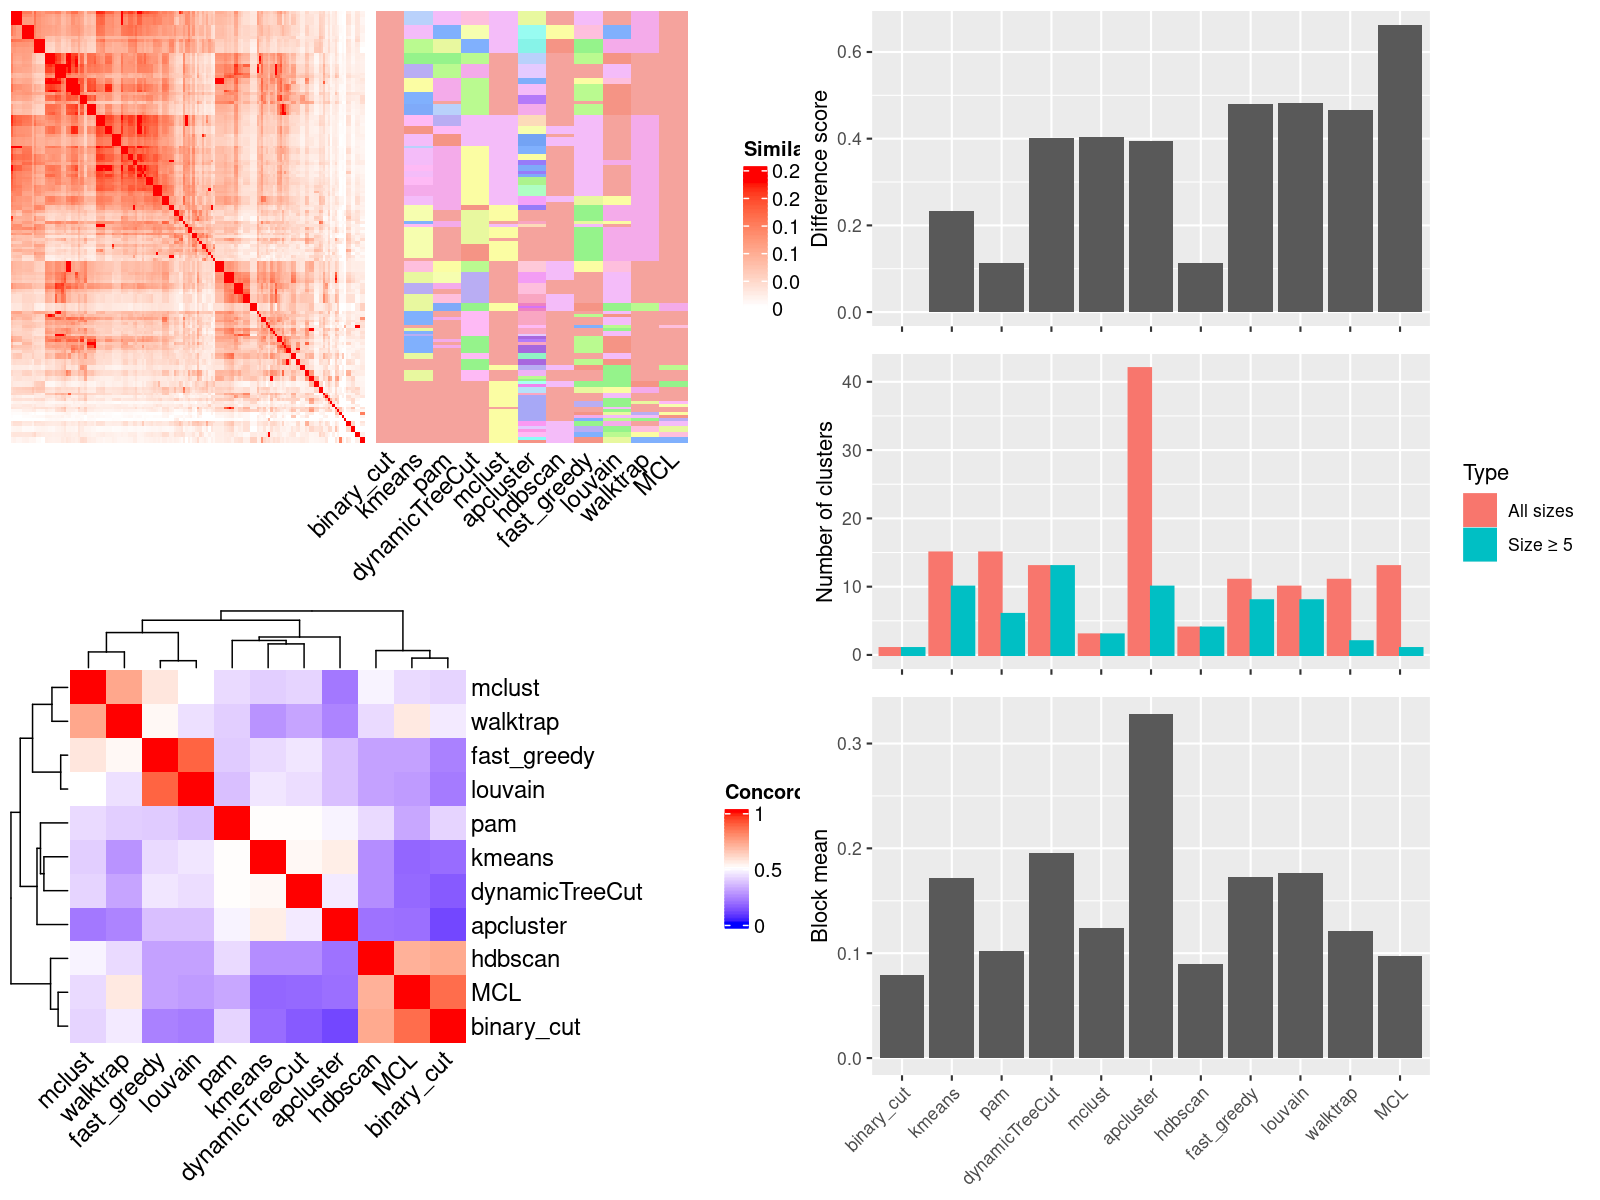 Simila
0.2
0.2
0.1
0.1
0.0
0
binary_cut
kmeans
pam
dynamicTreeCut
mclust
apcluster
hdbscan
fast_greedy
louvain
walktrap
MCL
mclust
walktrap
fast_greedy
louvain
pam
kmeans
dynamicTreeCut
apcluster
hdbscan
MCL
binary_cut
mclust
walktrap
fast_greedy
louvain
pam
kmeans
dynamicTreeCut
apcluster
hdbscan
MCL
binary_cut
Concord
1
0.5
0
Difference score
0.6
0.4
0.2
0.0
Number of clusters
40
30
20
10
0
Type
All sizes
Size ≥ 5
Block mean
0.3
0.2
0.1
0.0
binary_cut
kmeans
pam
dynamicTreeCut
mclust
apcluster
hdbscan
fast_greedy
louvain
walktrap
MCL